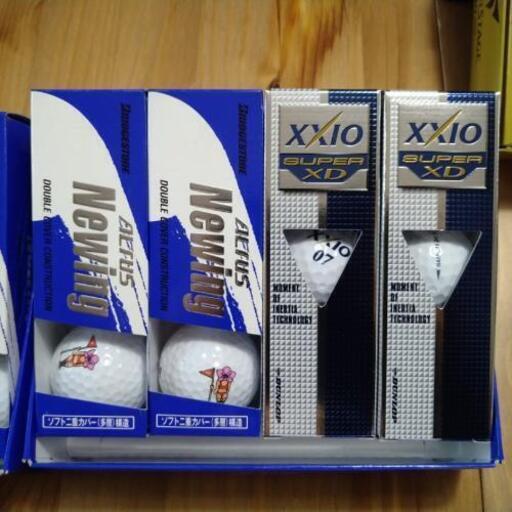 BRIDGESTONE
ALTUS
Newing
DOUBLE COVER CONSTRUCTION
ソフト二重カバー(多層)構造
BRIDGESTONE
ALTUS
Newing
DOUBLE COVER CONSTRUCTION
ソフト二重カバー(多層)構造
XXIO
SUPER
XD
XXIO
07
MOMENT
OF
INERTIA
TECHNOLOGY
DUNLOP
XXIO
SUPER
XD
MOMENT
OF
INERTIA
TECHNOLOGY
DUNLOP